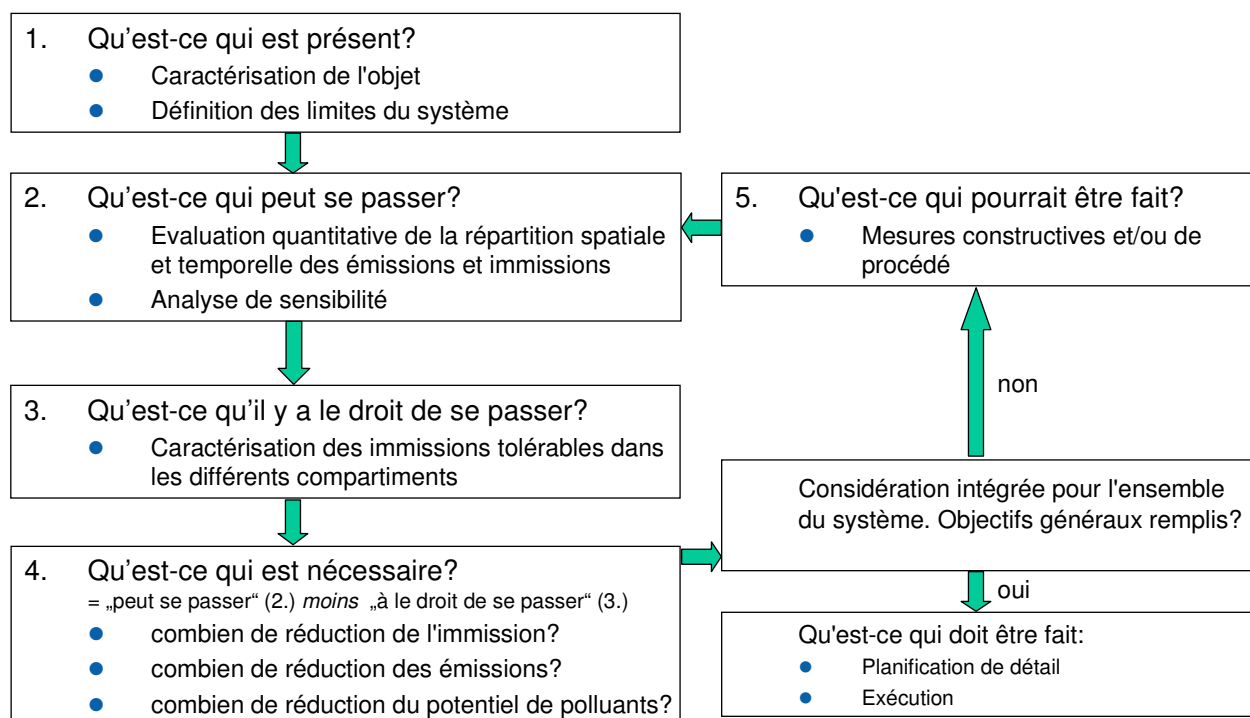 1. Qu’est-ce qui est présent?
● Caractérisation de l'objet
● Définition des limites du système
2. Qu’est-ce qui peut se passer?
● Evaluation quantitative de la répartition spatiale
et temporelle des émissions et immissions
● Analyse de sensibilité
3. Qu’est-ce qu’il y a le droit de se passer?
● Caractérisation des immissions tolérables dans
les différents compartiments
4. Qu’est-ce qui est nécessaire?
= „peut se passer“ (2.) moins „à le droit de se passer“ (3.)
● combien de réduction de l'immission?
● combien de réduction des émissions?
● combien de réduction du potentiel de polluants?
5. Qu'est-ce qui pourrait être fait?
● Mesures constructives et/ou de
procédé
non
Considération intégrée pour l'ensemble
du système. Objectifs généraux remplis?
oui
Qu'est-ce qui doit être fait:
● Planification de détail
● Exécution